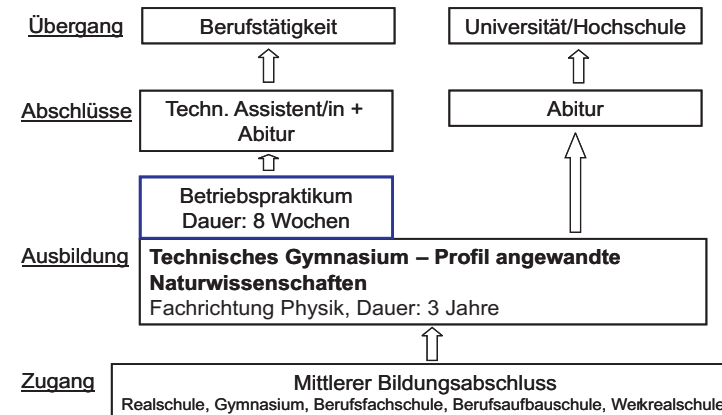 Übergang
Berufstätigkeit
Universität/Hochschule
Abschlüsse
Techn. Assistent/in +
Abitur
Abitur
Betriebspraktikum
Dauer: 8 Wochen
Ausbildung
Technisches Gymnasium – Profil angewandte
Naturwissenschaften
Fachrichtung Physik, Dauer: 3 Jahre
Zugang
Mittlerer Bildungsabschluss
Realschule, Gymnasium, Berufsfachschule, Berufsaufbauschule, Werkrealschule